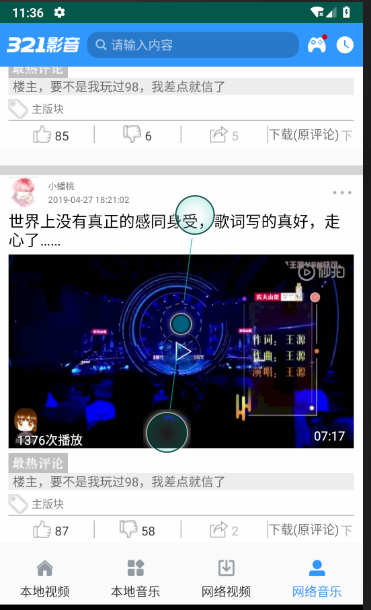 11:36
321影音
请输入内容
最热评论
楼主，要不是我玩过98，我差点就信了
主版块
85
6
5
下载(原评论)
下
小蟠桃
2019-04-27 18:21:02
世界上没有真正的感同身受，歌词写的真好，走
心了……
秒拍
农夫山泉
作词： 王源
作曲： 王源
演唱： 王源
1376次播放
07:17
最热评论
楼主，要不是我玩过98，我差点就信了
主版块
87
58
2
下载(原评论)
下
本地视频
本地音乐
网络视频
网络音乐